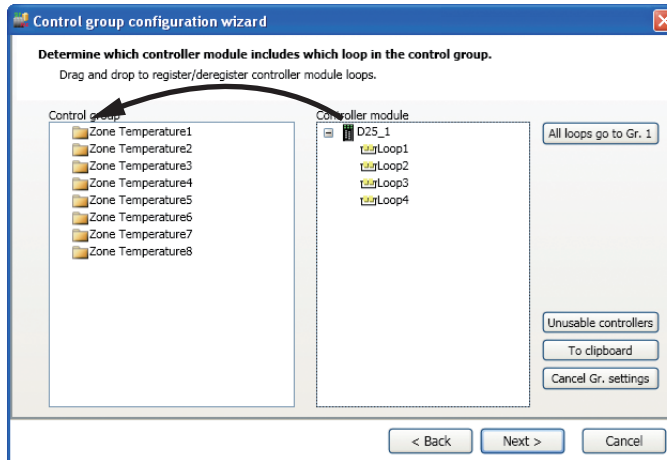 Control group configuration wizard
Determine which controller module includes which loop in the control group.
Drag and drop to register/deregister controller module loops.
Control group
Zone Temperature1
Zone Temperature2
Zone Temperature3
Zone Temperature4
Zone Temperature5
Zone Temperature6
Zone Temperature7
Zone Temperature8
Controller module
D25_1
Loop1
Loop2
Loop3
Loop4
All loops go to Gr. 1
Unusable controllers
To clipboard
Cancel Gr. settings
< Back
Next >
Cancel